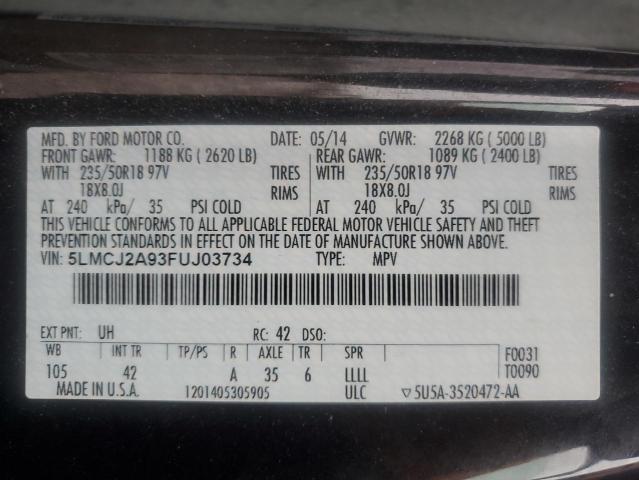 MFD. BY FORD MOTOR CO. DATE: 05/14 GVWR: 2268 KG ( 5000 LB)
FRONT GAWR: 1188 KG ( 2620 LB) REAR GAWR: 1089 KG ( 2400 LB)
WITH 235/50R18 97V TIRES WITH 235/50R18 97V TIRES
18X8.0J RIMS 18X8.0J RIMS
AT 240 kPa/ 35 PSI COLD AT 240 kPa/ 35 PSI COLD
THIS VEHICLE CONFORMS TO ALL APPLICABLE FEDERAL MOTOR VEHICLE SAFETY AND THEFT
PREVENTION STANDARDS IN EFFECT ON THE DATE OF MANUFACTURE SHOWN ABOVE.
VIN: 5LMCJ2A93FUJ03734 TYPE: MPV
EXT PNT: UH RC: 42 DSO:
WB INT TR TP/PS R AXLE TR SPR F0031
105 42 A 35 6 LLLL T0090
MADE IN U.S.A. 1201405305905 ULC ▽5U5A-3520472-AA